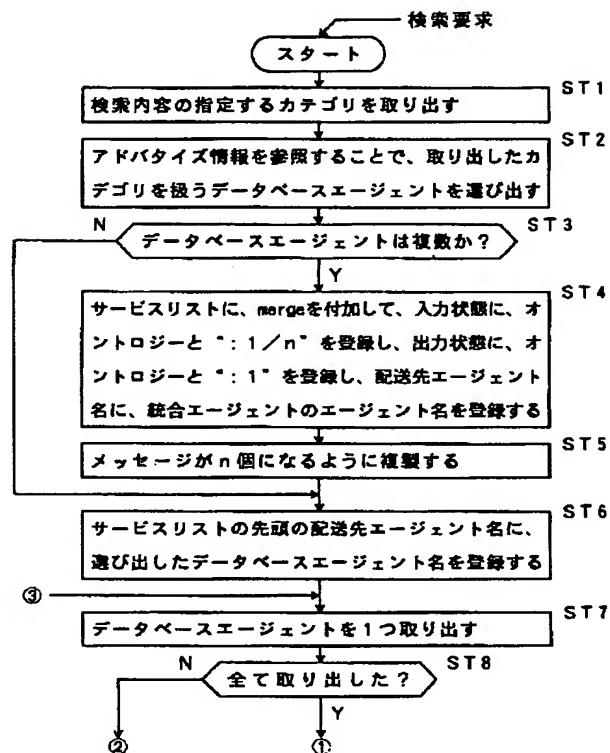 検索要求
スタート
ST1
検索内容の指定するカテゴリを取り出す
ST2
アドバタイズ情報を参照することで、取り出したカ
テゴリを扱うデータベースエージェントを選び出す
N
ST3
データベースエージェントは複数か?
Y
ST4
サービスリストに、mergeを付加して、入力状態に、オ
ントロジーと“:1/n”を登録し、出力状態に、オ
ントロジーと“:1”を登録し、配送先エージェント
名に、統合エージェントのエージェント名を登録する
ST5
メッセージがn個になるように複製する
ST6
サービスリストの先頭の配送先エージェント名に、
選び出したデータベースエージェント名を登録する
③
ST7
データベースエージェントを1つ取り出す
N
ST8
全て取り出した?
Y
②
①